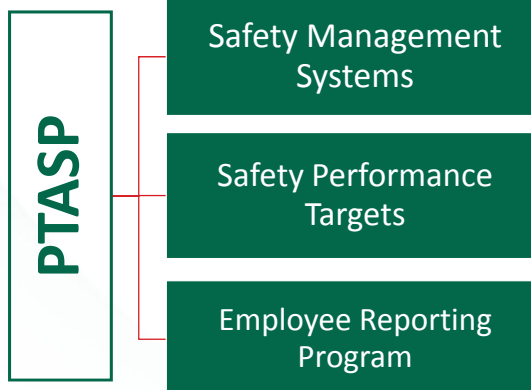 PTASP
Safety Management
Systems
Safety Performance
Targets
Employee Reporting
Program